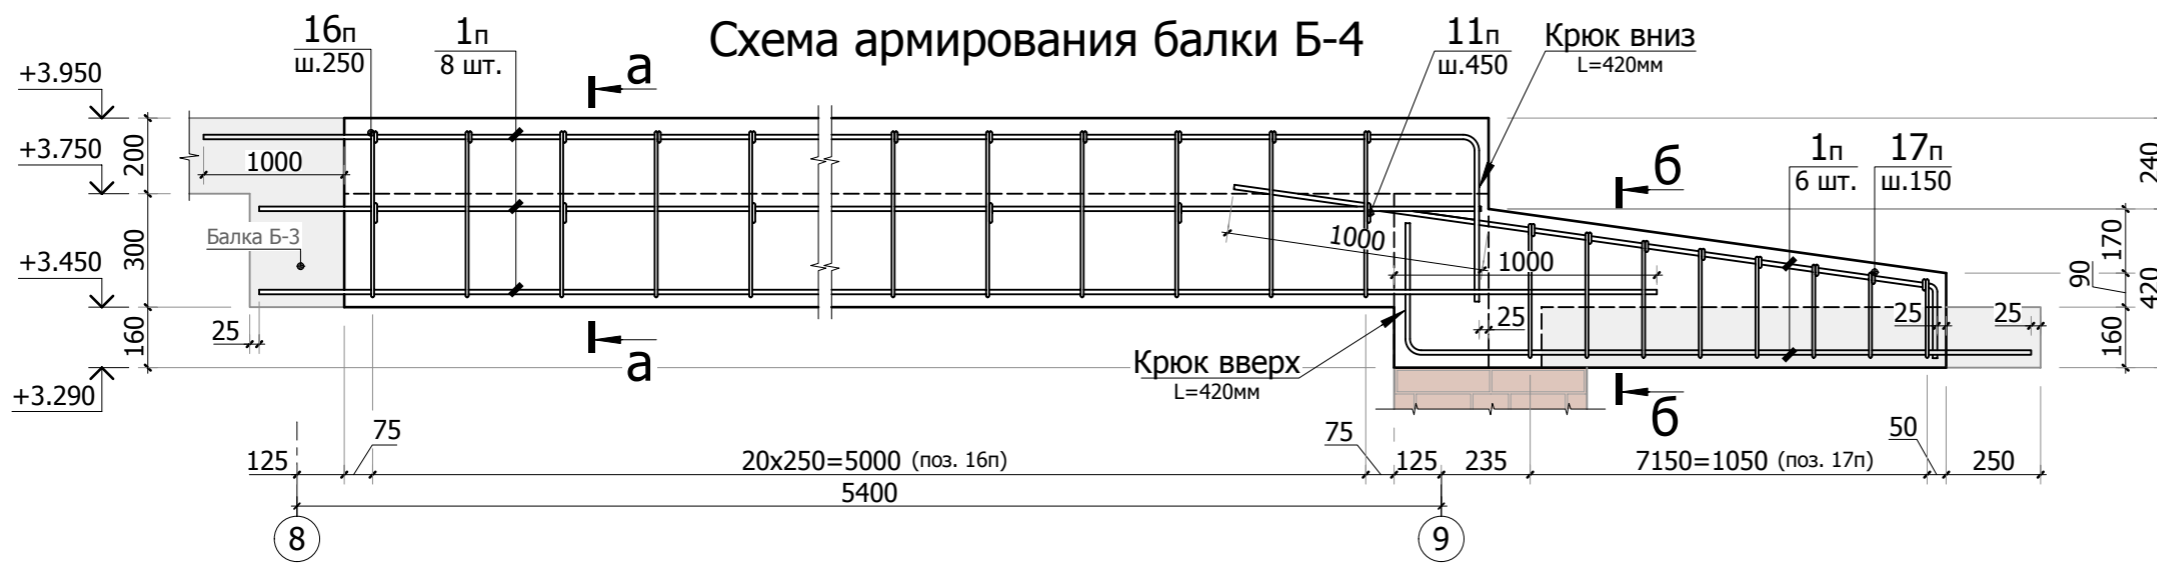 Схема армирования балки Б-4
16п
ш.250
1п
8 шт.
а
11п
ш.450
Крюк вниз
L=420мм
+3.950
+3.750
+3.450
+3.290
200
300
160
1000
Балка Б-3
25
а
б
1п
6 шт.
17п
ш.150
240
170
90
420
160
1000
1000
25
25
25
Крюк вверх
L=420мм
б
125
75
20х250=5000 (поз. 16п)
75
125
235
7150=1050 (поз. 17п)
50
250
5400
8
9